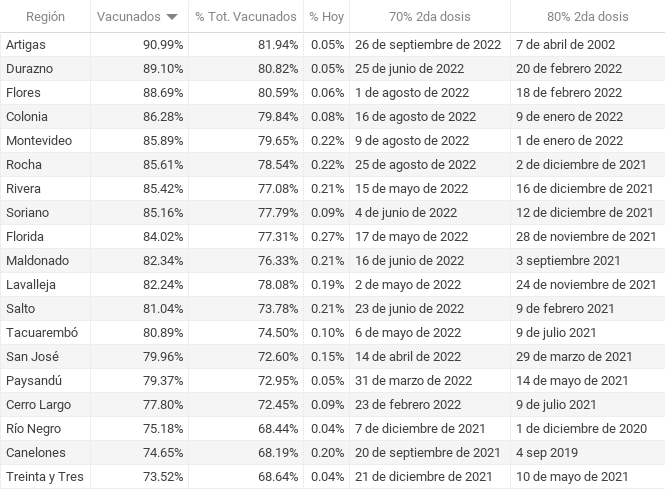 Región Vacunados % Tot. Vacunados % Hoy 70% 2da dosis 80% 2da dosis
Artigas 90.99% 81.94% 0.05% 26 de septiembre de 2022 7 de abril de 2002
Durazno 89.10% 80.82% 0.05% 25 de junio de 2022 20 de febrero de 2022
Flores 88.69% 80.59% 0.06% 1 de agosto de 2022 18 de febrero de 2022
Colonia 86.28% 79.84% 0.08% 16 de agosto de 2022 9 de enero de 2022
Montevideo 85.89% 79.65% 0.22% 9 de agosto de 2022 1 de enero de 2022
Rocha 85.61% 78.54% 0.22% 25 de agosto de 2022 2 de diciembre de 2021
Rivera 85.42% 77.08% 0.21% 15 de mayo de 2022 16 de diciembre de 2021
Soriano 85.16% 77.79% 0.09% 4 de junio de 2022 12 de diciembre de 2021
Florida 84.02% 77.31% 0.27% 17 de mayo de 2022 28 de noviembre de 2021
Maldonado 82.34% 76.33% 0.21% 16 de junio de 2022 3 septiembre 2021
Lavalleja 82.24% 78.08% 0.19% 2 de mayo de 2022 24 de noviembre de 2021
Salto 81.04% 73.78% 0.21% 23 de junio de 2022 9 de febrero 2021
Tacuarembó 80.89% 74.50% 0.10% 6 de mayo de 2022 9 de julio 2021
San José 79.96% 72.60% 0.15% 14 de abril de 2022 29 de marzo de 2021
Paysandú 79.37% 72.95% 0.05% 31 de marzo de 2022 14 de mayo de 2021
Cerro Largo 77.80% 72.45% 0.09% 23 de febrero de 2022 9 de julio 2021
Río Negro 75.18% 68.44% 0.04% 7 de diciembre de 2021 1 de diciembre de 2020
Canelones 74.65% 68.19% 0.20% 20 de septiembre de 2021 4 sep 2019
Treinta y Tres 73.52% 68.64% 0.04% 21 de diciembre de 2021 10 de mayo de 2021